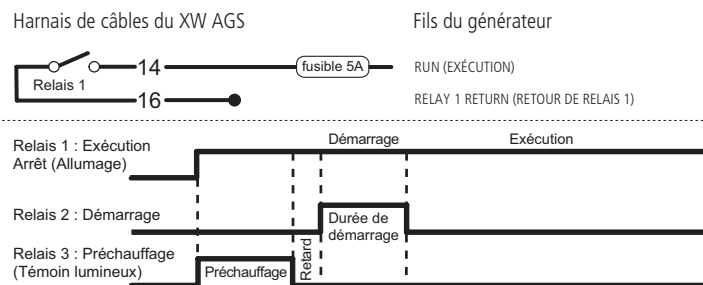 Harnais de câbles du XW AGS
Fils du générateur
14
fusible 5A
RUN (EXÉCUTION)
Relais 1
16
RELAY 1 RETURN (RETOUR DE RELAIS 1)
Relais 1 : Exécution
Arrêt (Allumage)
Démarrage
Exécution
Relais 2 : Démarrage
Durée de
démarrage
Relais 3 : Préchauffage
(Témoin lumineux)
Préchauffage
Retard